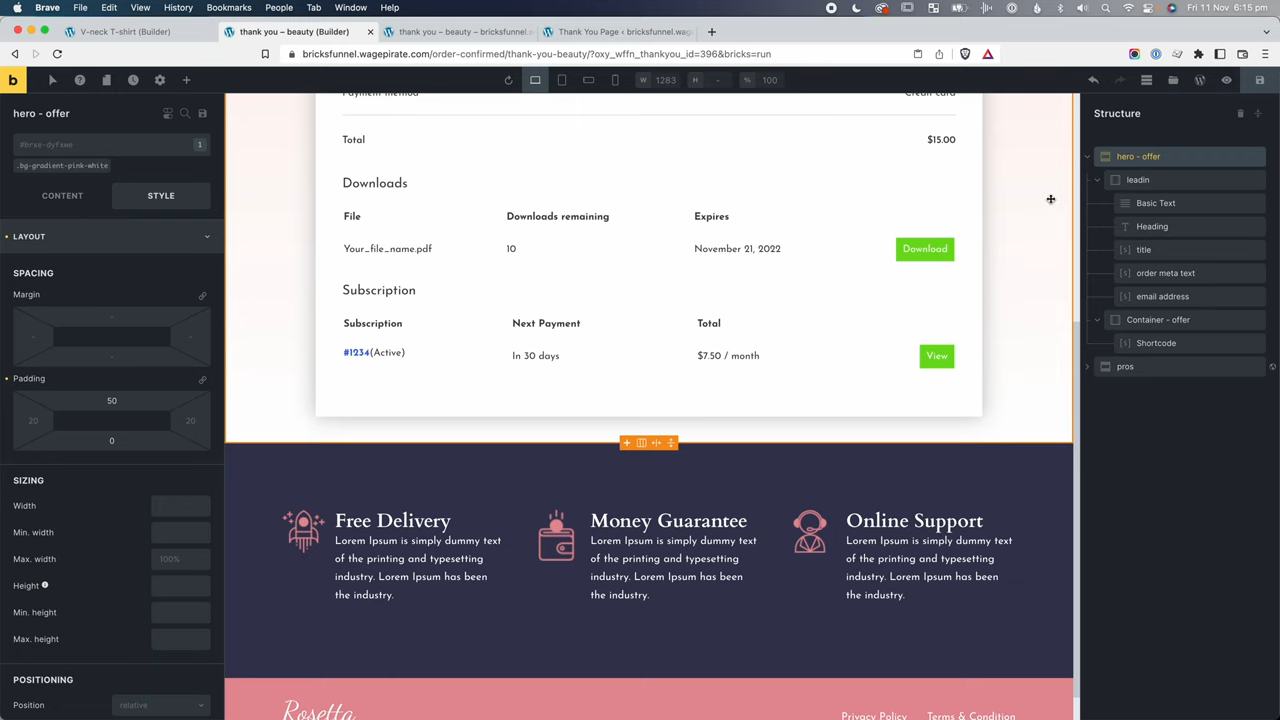 Brave File Edit View History Bookmarks People Tab Window Help
Fri 11 Nov 6:15 pm
V-neck T-shirt (Builder)
thank you – beauty (Builder)
thank you – beauty – bricksfunnel.
Thank You Page ‹ bricksfunnel.wag
bricksfunnel.wagepirate.com/order-confirmed/thank-you-beauty/?oxy_wffn_thankyou_id=396&bricks=run
b
W 1283 H - % 100
hero - offer
#brxe-dyfxwe 1
.bg-gradient-pink-white
CONTENT STYLE
LAYOUT
SPACING
Margin
Padding
50
20 20
0
SIZING
Width
Min. width
Max. width 100%
Height
Min. height
Max. height
POSITIONING
Position relative
Payment method Credit card
Total $15.00
Downloads
File Downloads remaining Expires
Your_file_name.pdf 10 November 21, 2022 Download
Subscription
Subscription Next Payment Total
#1234(Active) In 30 days $7.50 / month View
Free Delivery
Lorem Ipsum is simply dummy text
of the printing and typesetting
industry. Lorem Ipsum has been
the industry.
Money Guarantee
Lorem Ipsum is simply dummy text
of the printing and typesetting
industry. Lorem Ipsum has been
the industry.
Online Support
Lorem Ipsum is simply dummy text
of the printing and typesetting
industry. Lorem Ipsum has been
the industry.
Rosetta
Privacy Policy Terms & Condition
Structure
hero - offer
leadin
Basic Text
Heading
title
order meta text
email address
Container - offer
Shortcode
pros